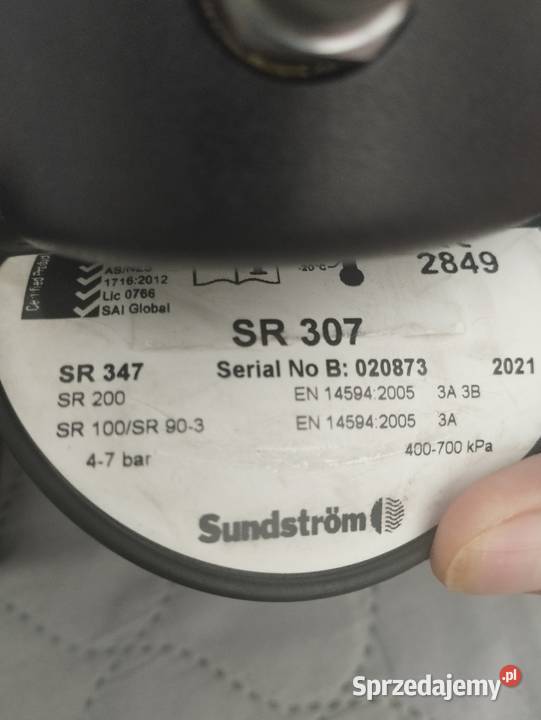 Certified Product
AS/NZS
1716:2012
Lic 0766
SAI Global
-20°C
2849
SR 307
SR 347 Serial No B: 020873 2021
SR 200 EN 14594:2005 3A 3B
SR 100/SR 90-3 EN 14594:2005 3A
4-7 bar 400-700 kPa
Sundström
Sprzedajemy.pl